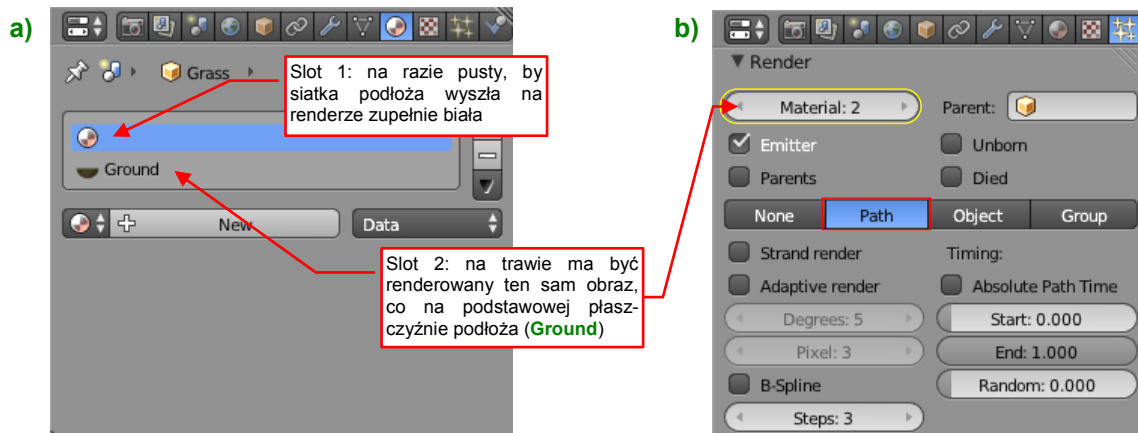 a)
Grass
Slot 1: na razie pusty, by
siatka podłoża wyszła na
renderze zupełnie biała
Ground
New
Data
Slot 2: na trawie ma być
renderowany ten sam obraz,
co na podstawowej płasz-
czyźnie podłoża (Ground)
b)
Render
Material: 2
Parent:
Emitter
Unborn
Parents
Died
None
Path
Object
Group
Strand render
Timing:
Adaptive render
Absolute Path Time
Degrees: 5
Start: 0.000
Pixel: 3
End: 1.000
B-Spline
Random: 0.000
Steps: 3